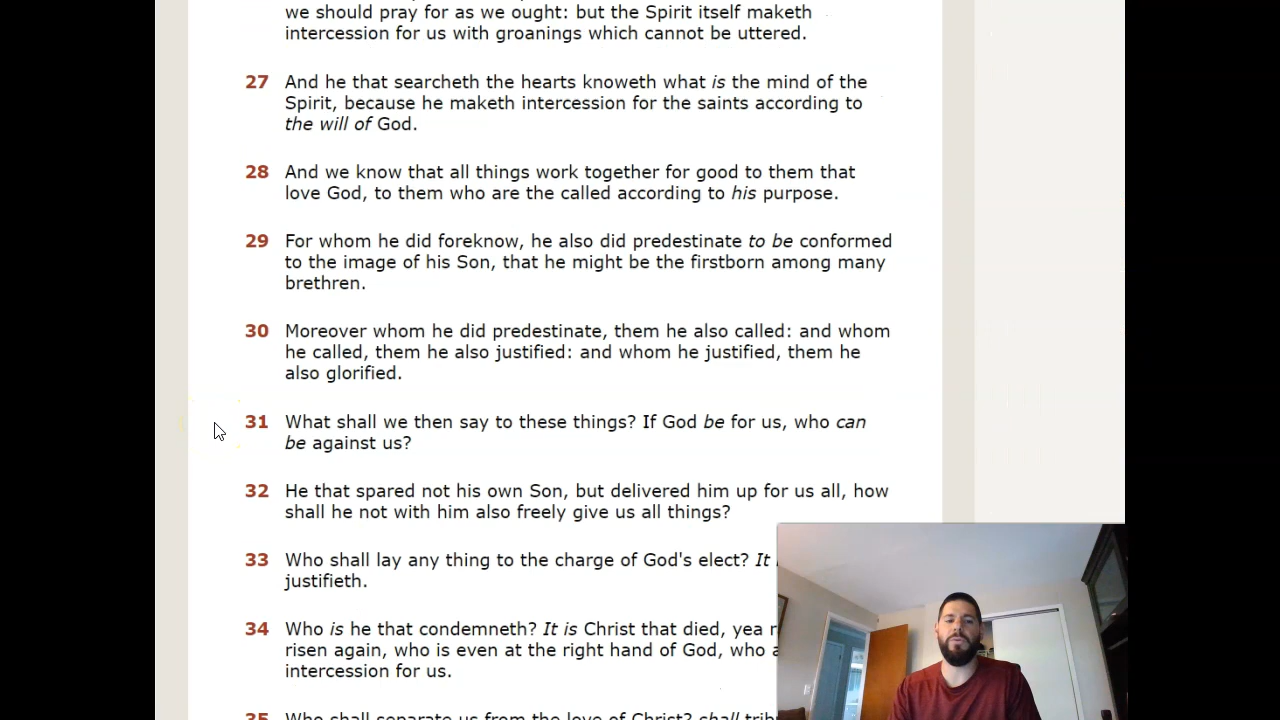 we should pray for as we ought: but the Spirit itself maketh
intercession for us with groanings which cannot be uttered.
27 And he that searcheth the hearts knoweth what is the mind of the
Spirit, because he maketh intercession for the saints according to
the will of God.
28 And we know that all things work together for good to them that
love God, to them who are the called according to his purpose.
29 For whom he did foreknow, he also did predestinate to be conformed
to the image of his Son, that he might be the firstborn among many
brethren.
30 Moreover whom he did predestinate, them he also called: and whom
he called, them he also justified: and whom he justified, them he
also glorified.
31 What shall we then say to these things? If God be for us, who can
be against us?
32 He that spared not his own Son, but delivered him up for us all, how
shall he not with him also freely give us all things?
33 Who shall lay any thing to the charge of God's elect? It
justifieth.
34 Who is he that condemneth? It is Christ that died, yea
risen again, who is even at the right hand of God, who
intercession for us.
35 Who shall separate us from the love of Christ? shall